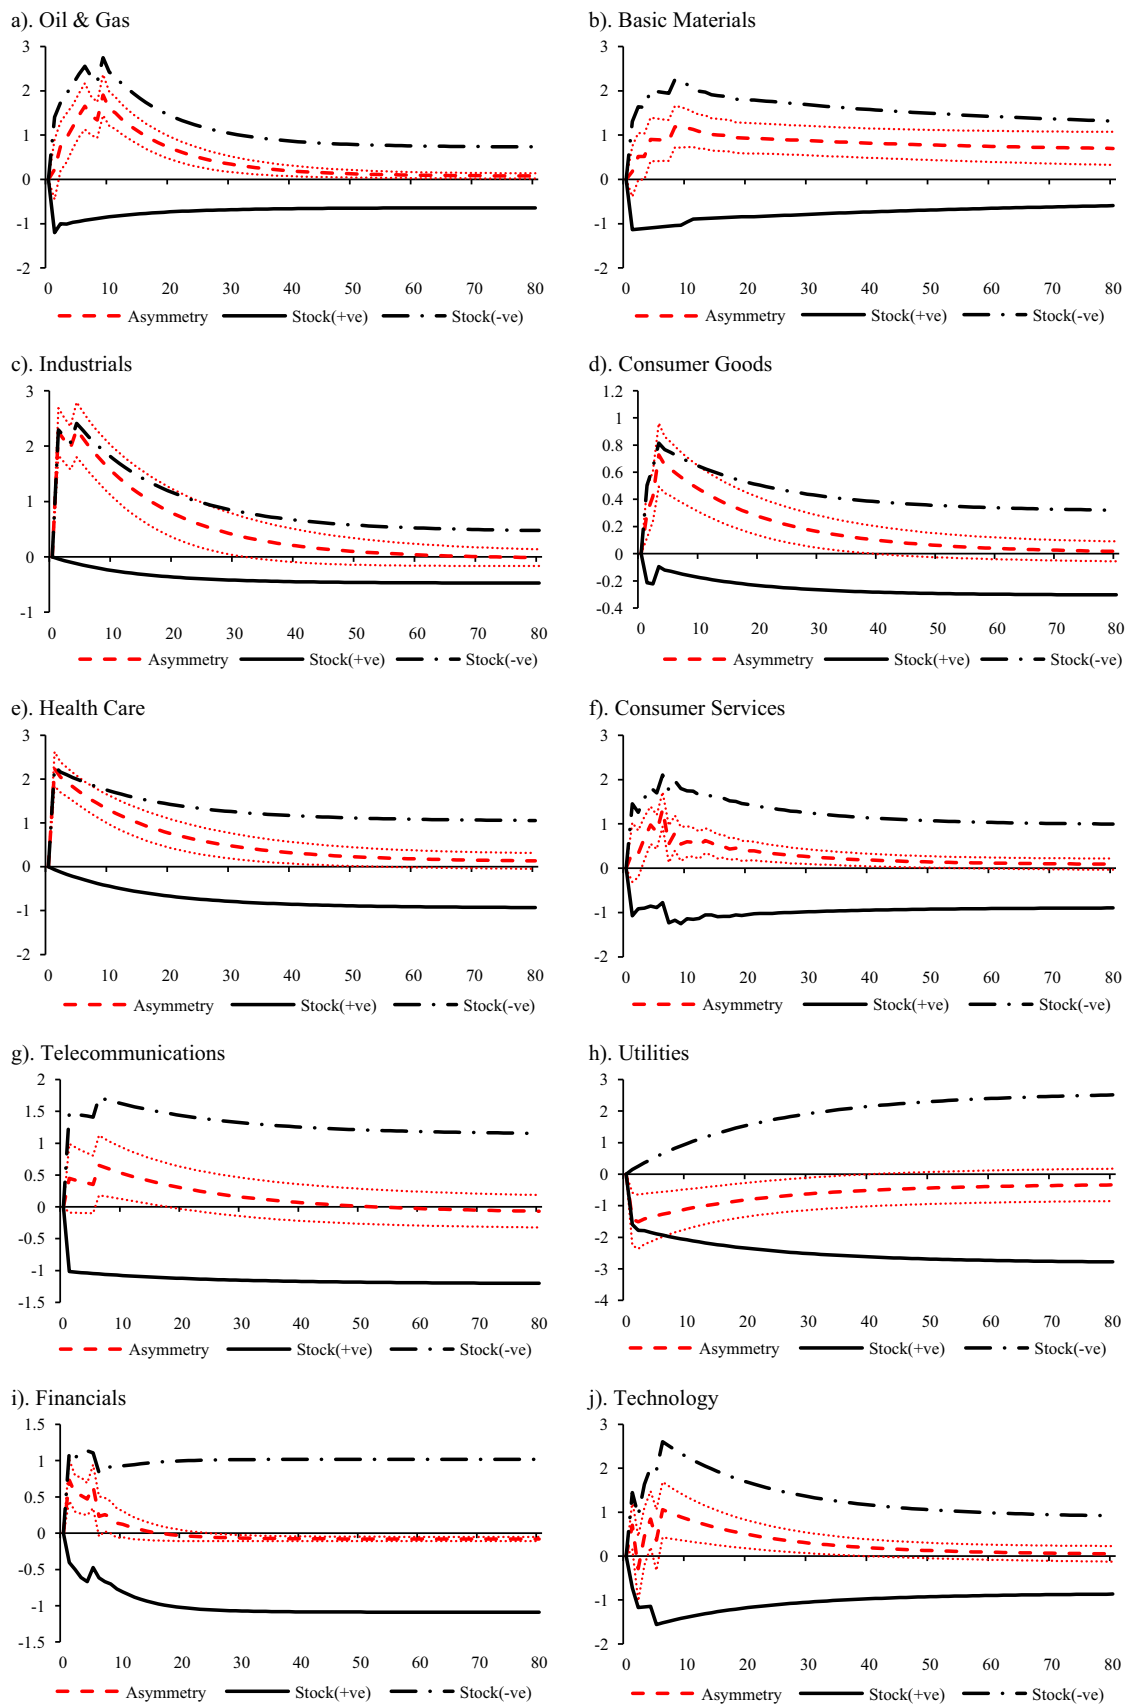 a). Oil & Gas
3
2
1
0
-1
-2
0 10 20 30 40 50 60 70 80
Asymmetry Stock(+ve) Stock(-ve)
b). Basic Materials
3
2
1
0
-1
-2
0 10 20 30 40 50 60 70 80
Asymmetry Stock(+ve) Stock(-ve)
c). Industrials
3
2
1
0
-1
0 10 20 30 40 50 60 70 80
Asymmetry Stock(+ve) Stock(-ve)
d). Consumer Goods
1.2
1
0.8
0.6
0.4
0.2
0
-0.2
-0.4
0 10 20 30 40 50 60 70 80
Asymmetry Stock(+ve) Stock(-ve)
e). Health Care
3
2
1
0
-1
-2
0 10 20 30 40 50 60 70 80
Asymmetry Stock(+ve) Stock(-ve)
f). Consumer Services
3
2
1
0
-1
-2
0 10 20 30 40 50 60 70 80
Asymmetry Stock(+ve) Stock(-ve)
g). Telecommunications
2
1.5
1
0.5
0
-0.5
-1
-1.5
0 10 20 30 40 50 60 70 80
Asymmetry Stock(+ve) Stock(-ve)
h). Utilities
3
2
1
0
-1
-2
-3
-4
0 10 20 30 40 50 60 70 80
Asymmetry Stock(+ve) Stock(-ve)
i). Financials
1.5
1
0.5
0
-0.5
-1
-1.5
0 10 20 30 40 50 60 70 80
Asymmetry Stock(+ve) Stock(-ve)
j). Technology
3
2
1
0
-1
-2
0 10 20 30 40 50 60 70 80
Asymmetry Stock(+ve) Stock(-ve)